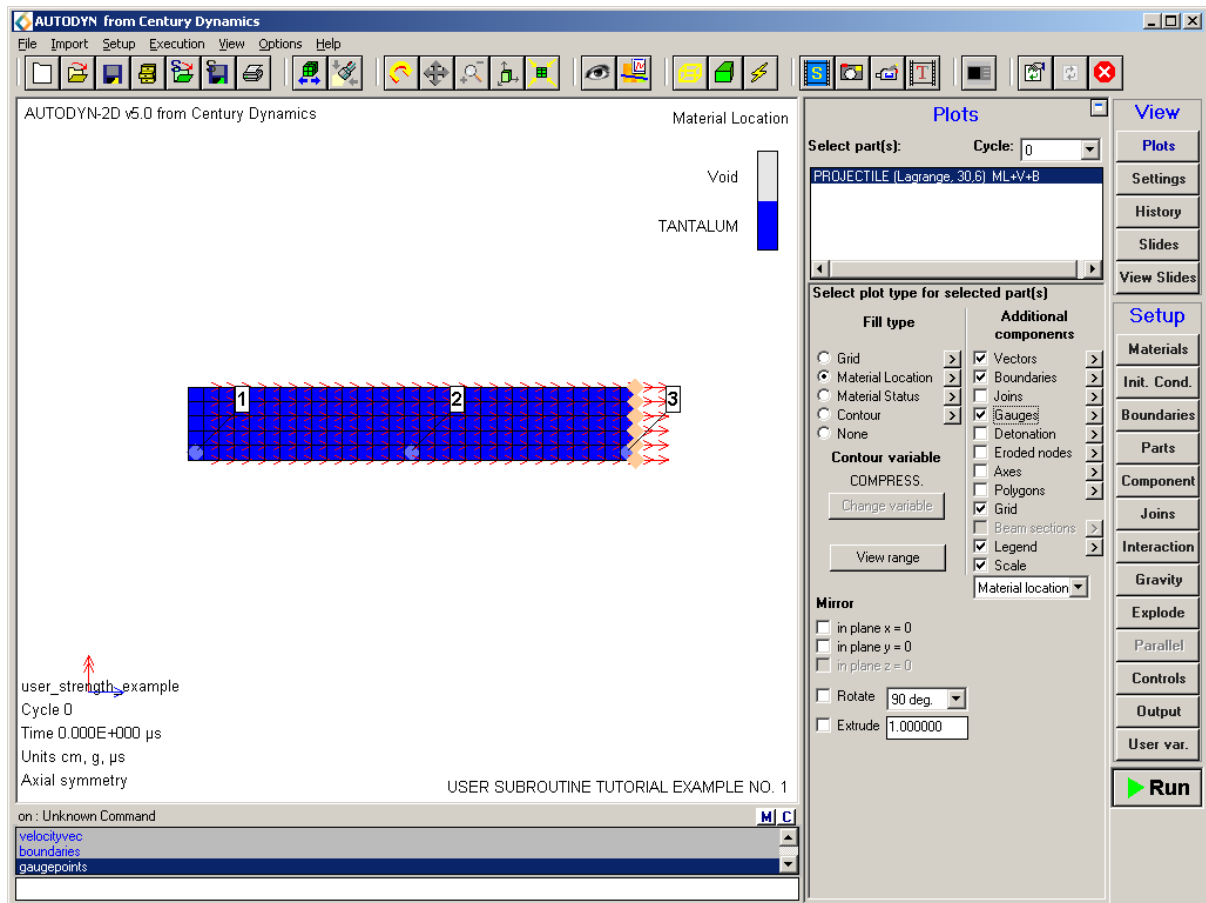 AUTODYN from Century Dynamics
File Import Setup Execution View Options Help
S T
AUTODYN-2D v5.0 from Century Dynamics
Material Location
Void
TANTALUM
1 2 3
user_strength_example
Cycle 0
Time 0.000E+000 µs
Units cm, g, µs
Axial symmetry
USER SUBROUTINE TUTORIAL EXAMPLE NO. 1
on : Unknown Command
M C
velocityvec
boundaries
gaugepoints
Plots
Select part(s): Cycle: 0
PROJECTILE (Lagrange, 30,6) ML+V+B
Select plot type for selected part(s)
Fill type
Grid >
Material Location >
Material Status >
Contour >
None
Contour variable
COMPRESS.
Change variable
View range
Additional
components
Vectors >
Boundaries >
Joins >
Gauges >
Detonation >
Eroded nodes >
Axes >
Polygons >
Grid
Beam sections >
Legend >
Scale
Material location
Mirror
in plane x = 0
in plane y = 0
in plane z = 0
Rotate 90 deg.
Extrude 1.000000
View
Plots
Settings
History
Slides
View Slides
Setup
Materials
Init. Cond.
Boundaries
Parts
Component
Joins
Interaction
Gravity
Explode
Parallel
Controls
Output
User var.
Run